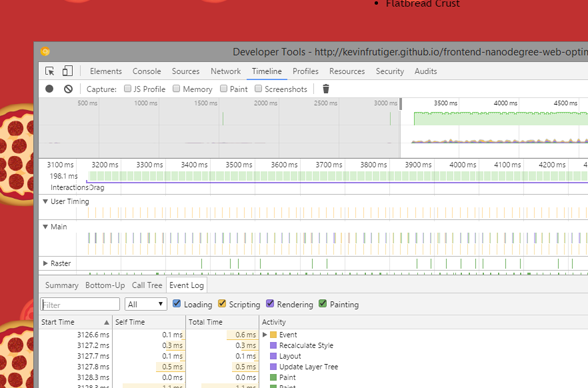 Flatbread Crust
Developer Tools - http://kevinfrutiger.github.io/frontend-nanodegree-web-optim
Elements Console Sources Network Timeline Profiles Resources Security Audits
Capture: JS Profile Memory Paint Screenshots
500 ms 1000 ms 1500 ms 2000 ms 2500 ms 3000 ms 3500 ms 4000 ms 4500 ms
3100 ms 3200 ms 3300 ms 3400 ms 3500 ms 3600 ms 3700 ms 3800 ms 3900 ms 4000 ms 4100 ms 4200 ms
198.1 ms
Interactions Drag
User Timing
Main
Raster
Summary Bottom-Up Call Tree Event Log
Filter All Loading Scripting Rendering Painting
Start Time Self Time Total Time Activity
3126.6 ms 0.1 ms 0.6 ms Event
3127.2 ms 0.3 ms 0.3 ms Recalculate Style
3127.7 ms 0.1 ms 0.1 ms Layout
3127.8 ms 0.5 ms 0.5 ms Update Layer Tree
3128.3 ms 0.0 ms 0.0 ms Paint